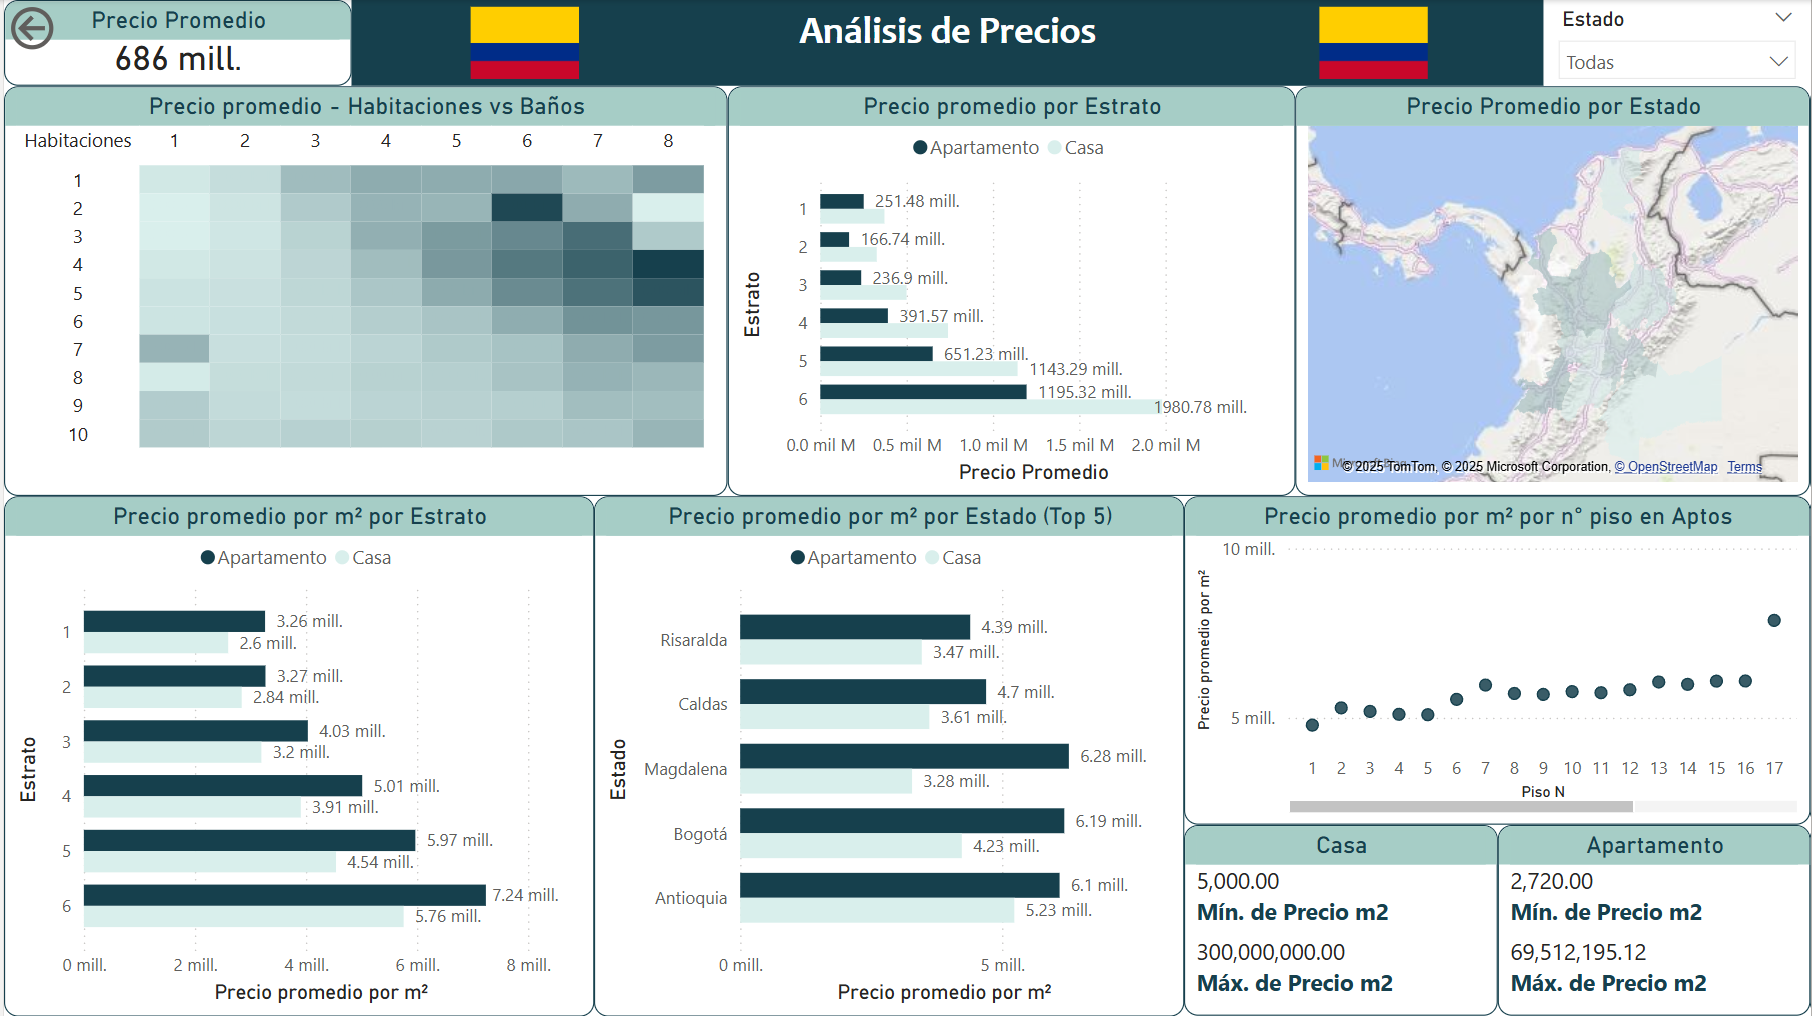 Precio Promedio
686 mill.
Análisis de Precios
Estado
Todas
Precio promedio - Habitaciones vs Baños
Habitaciones 1 2 3 4 5 6 7 8
1
2
3
4
5
6
7
8
9
10
Precio promedio por Estrato
Apartamento Casa
Estrato
1 251.48 mill.
2 166.74 mill.
3 236.9 mill.
4 391.57 mill.
5 651.23 mill.
1143.29 mill.
6 1195.32 mill.
1980.78 mill.
0.0 mil M 0.5 mil M 1.0 mil M 1.5 mil M 2.0 mil M
Precio Promedio
Precio Promedio por Estado
© 2025 TomTom, © 2025 Microsoft Corporation, © OpenStreetMap Terms
Precio promedio por m² por Estrato
Apartamento Casa
Estrato
1 3.26 mill.
2.6 mill.
2 3.27 mill.
2.84 mill.
3 4.03 mill.
3.2 mill.
4 5.01 mill.
3.91 mill.
5 5.97 mill.
4.54 mill.
6 7.24 mill.
5.76 mill.
0 mill. 2 mill. 4 mill. 6 mill. 8 mill.
Precio promedio por m²
Precio promedio por m² por Estado (Top 5)
Apartamento Casa
Estado
Risaralda 4.39 mill.
3.47 mill.
Caldas 4.7 mill.
3.61 mill.
Magdalena 6.28 mill.
3.28 mill.
Bogotá 6.19 mill.
4.23 mill.
Antioquia 6.1 mill.
5.23 mill.
0 mill. 5 mill.
Precio promedio por m²
Precio promedio por m² por n° piso en Aptos
Precio promedio por m²
10 mill.
5 mill.
1 2 3 4 5 6 7 8 9 10 11 12 13 14 15 16 17
Piso N
Casa
5,000.00
Mín. de Precio m2
300,000,000.00
Máx. de Precio m2
Apartamento
2,720.00
Mín. de Precio m2
69,512,195.12
Máx. de Precio m2